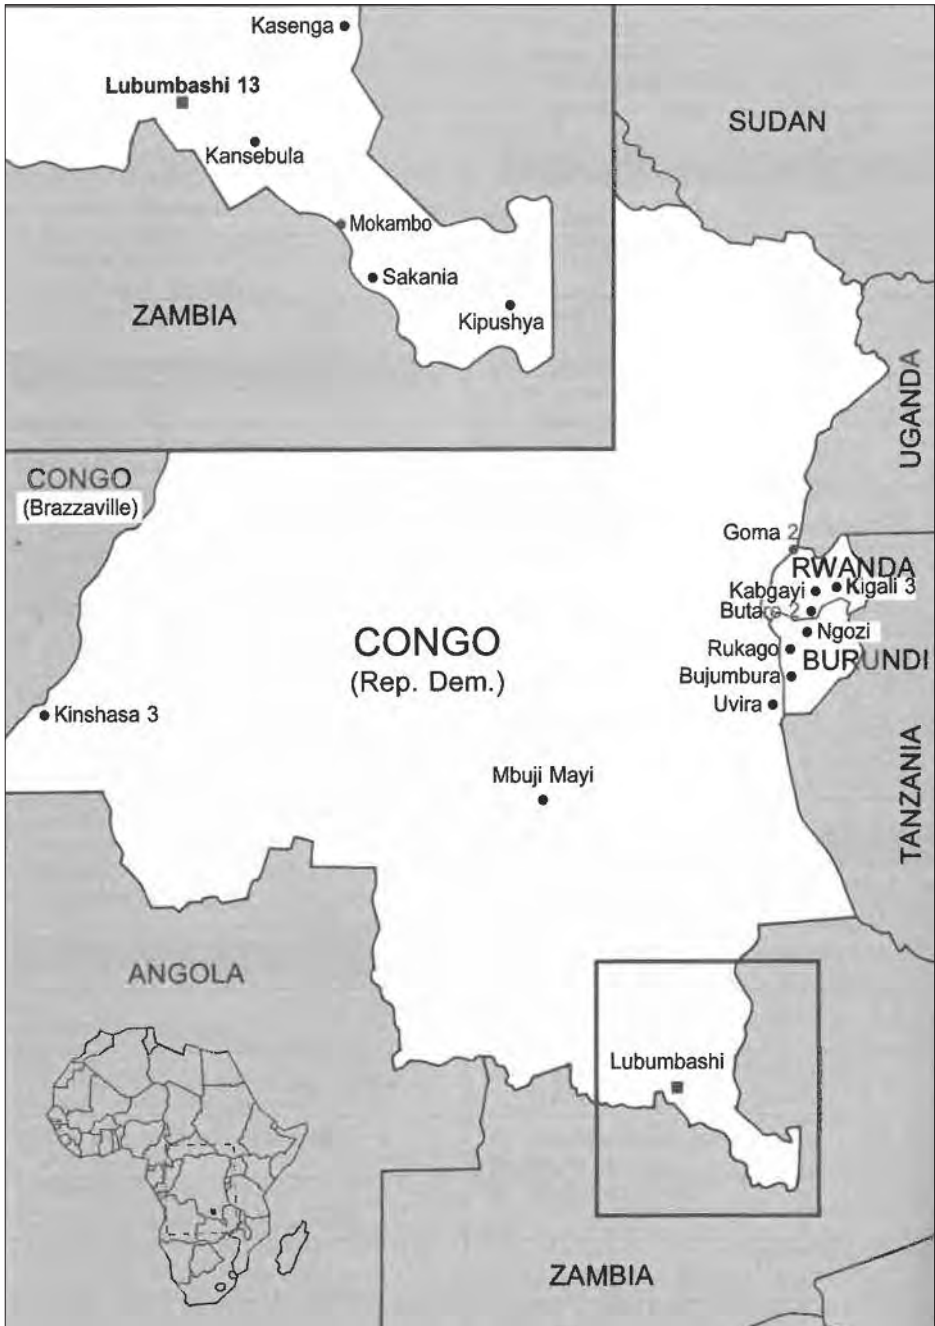 Kasenga
Lubumbashi 13
Kansebula
Mokambo
Sakania
Kipushya
ZAMBIA
SUDAN
UGANDA
CONGO
(Brazzaville)
Goma 2
RWANDA
Kabgayi
Kigali 3
Butare 2
Ngozi
Rukago
BURUNDI
Bujumbura
Uvira
CONGO
(Rep. Dem.)
Kinshasa 3
Mbuji Mayi
TANZANIA
ANGOLA
Lubumbashi
ZAMBIA